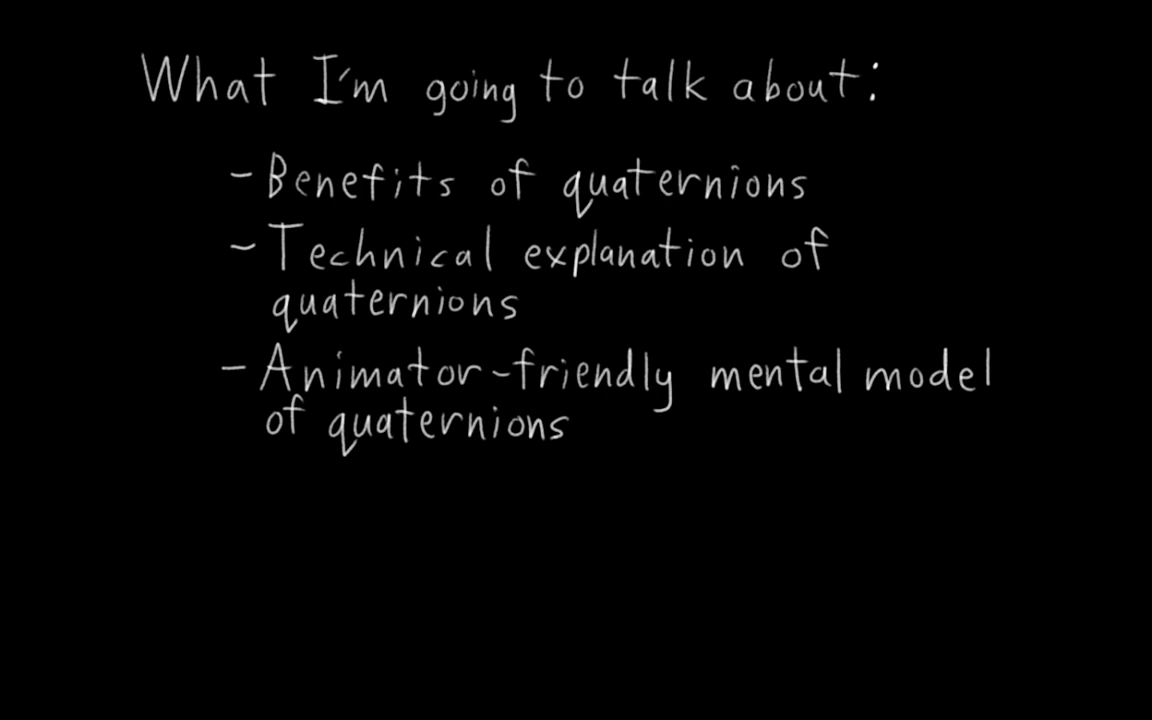 What I'm going to talk about:
- Benefits of quaternions
- Technical explanation of
quaternions
- Animator-friendly mental model
of quaternions